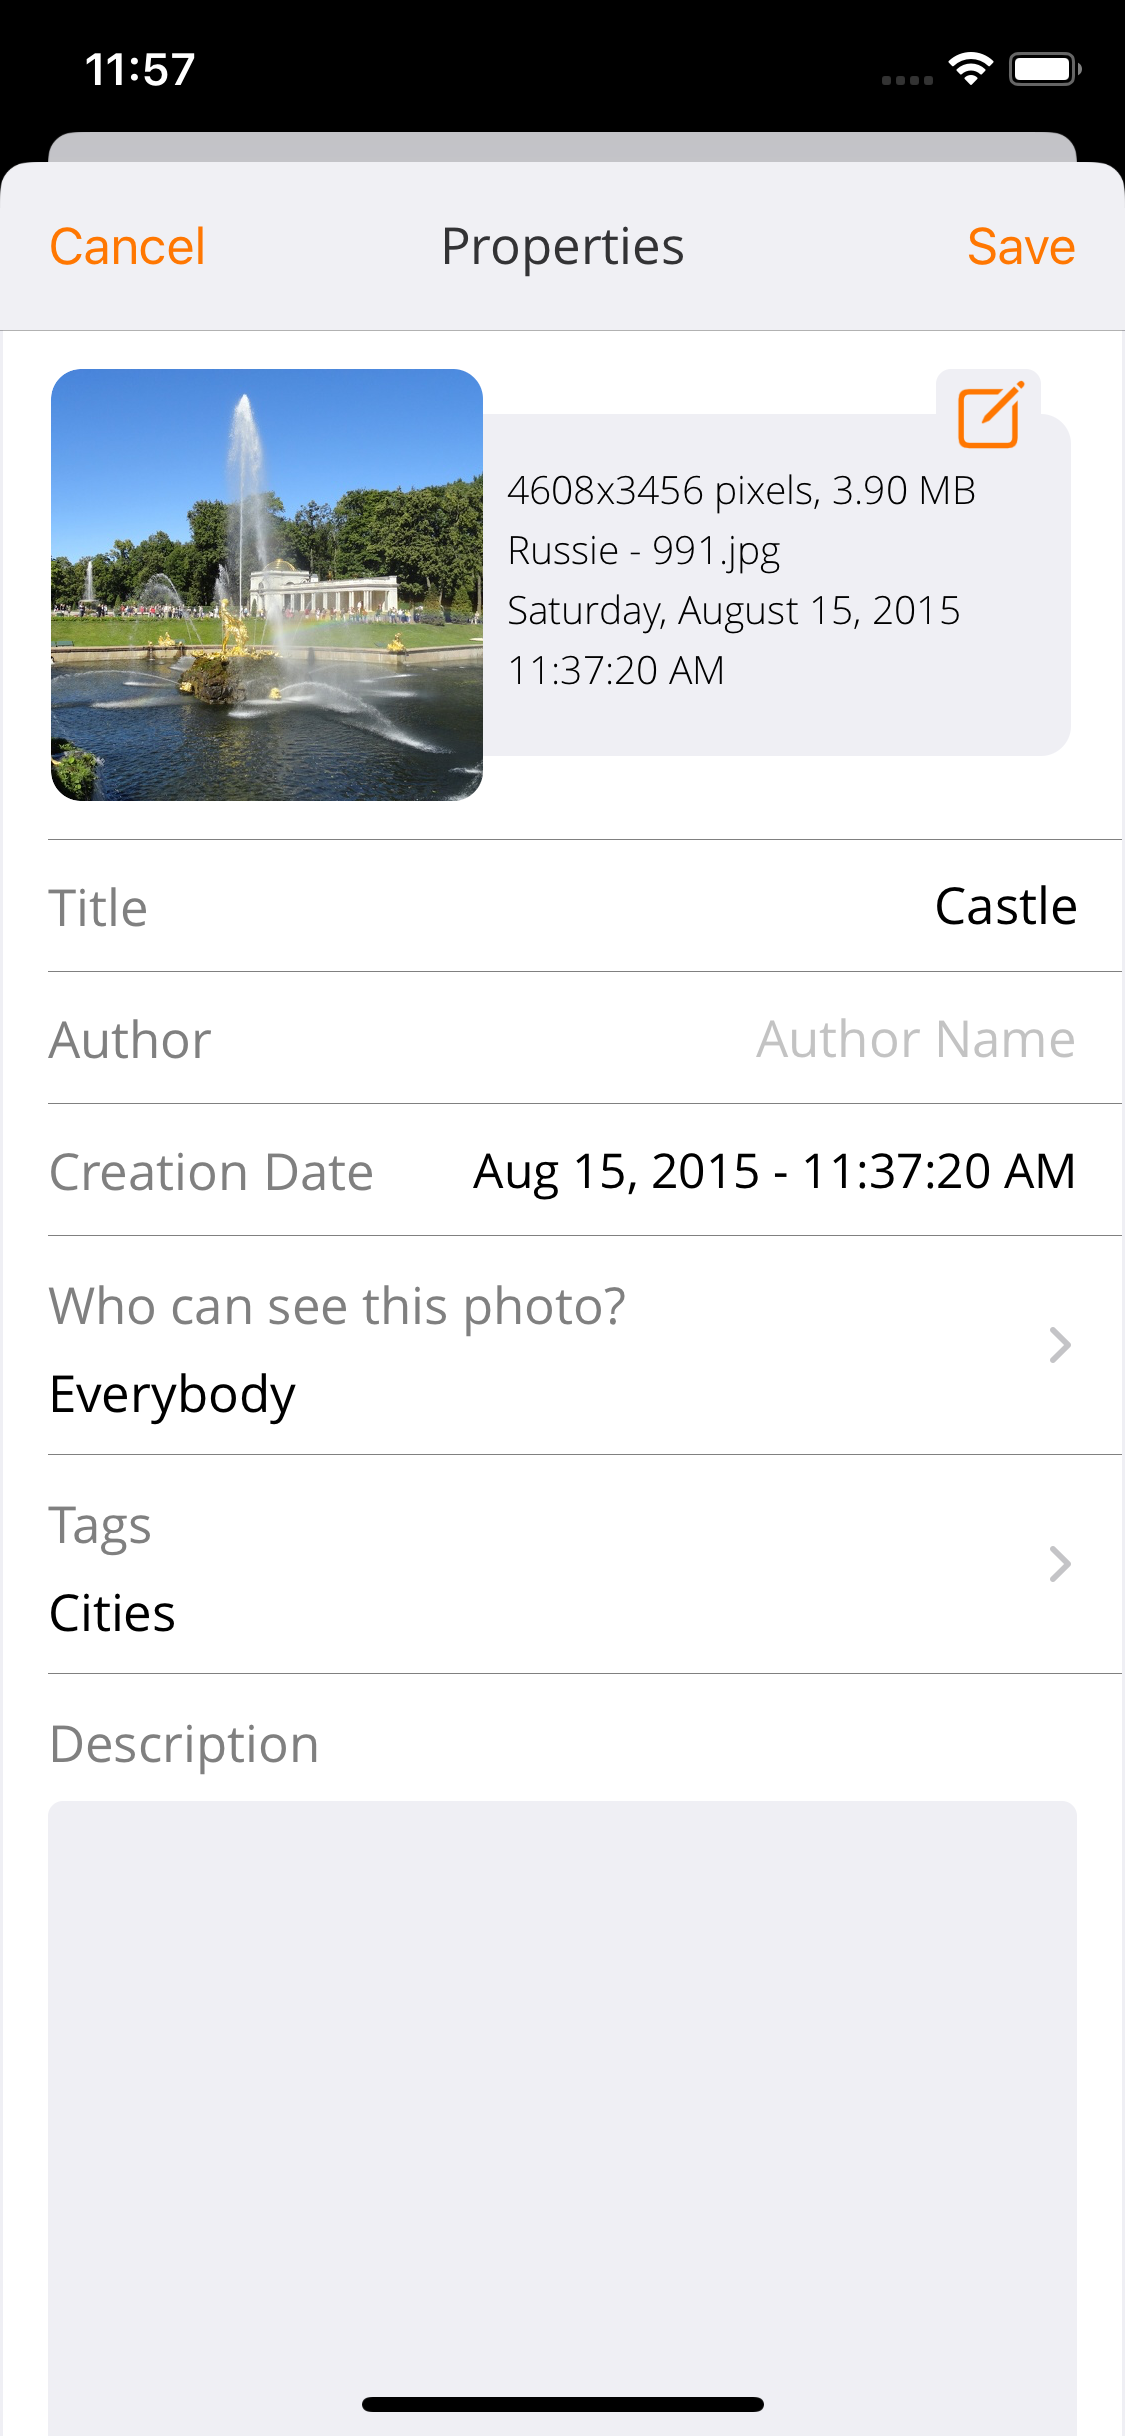 11:57
Cancel
Properties
Save
4608x3456 pixels, 3.90 MB
Russie - 991.jpg
Saturday, August 15, 2015
11:37:20 AM
Title
Castle
Author
Author Name
Creation Date
Aug 15, 2015 - 11:37:20 AM
Who can see this photo?
Everybody
Tags
Cities
Description